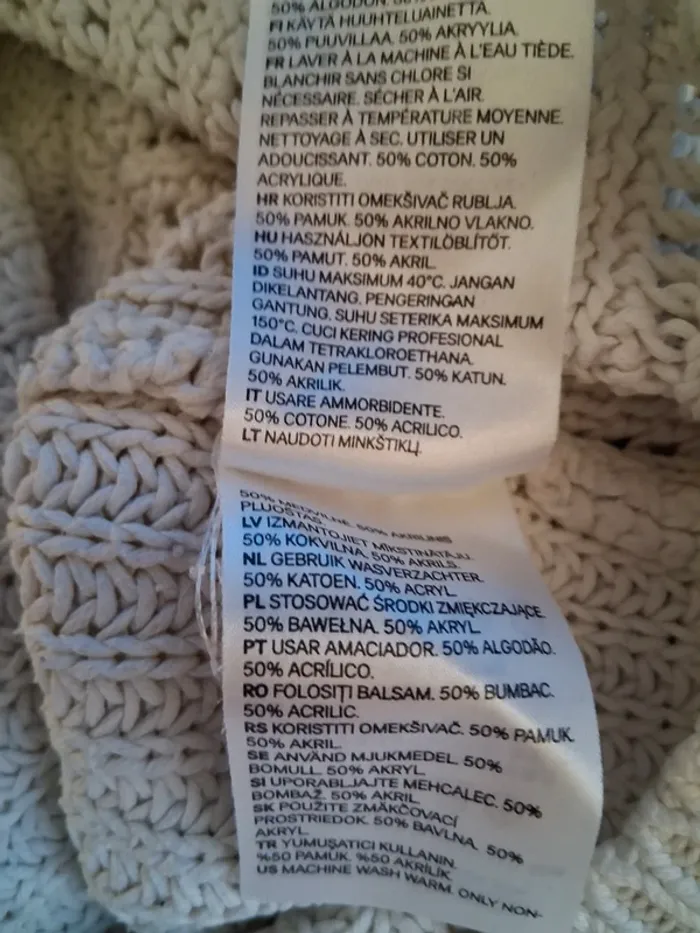 50% ALGODÓN. 50%
FI KÄYTÄ HUUHTELUAINETTA.
50% PUUVILLAA. 50% AKRYYLIA.
FR LAVER À LA MACHINE À L'EAU TIÈDE.
BLANCHIR SANS CHLORE SI
NÉCESSAIRE. SÉCHER À L'AIR.
REPASSER À TEMPÉRATURE MOYENNE.
NETTOYAGE À SEC. UTILISER UN
ADOUCISSANT. 50% COTON. 50%
ACRYLIQUE.
HR KORISTITI OMEKŠIVAČ RUBLJA.
50% PAMUK. 50% AKRILNO VLAKNO.
HU HASZNÁLJON TEXTILÖBLÍTŐT.
50% PAMUT. 50% AKRIL.
ID SUHU MAKSIMUM 40°C. JANGAN
DIKELANTANG. PENGERINGAN
GANTUNG. SUHU SETERIKA MAKSIMUM
150°C. CUCI KERING PROFESIONAL
DALAM TETRAKLOROETHANA.
GUNAKAN PELEMBUT. 50% KATUN.
50% AKRILIK.
IT USARE AMMORBIDENTE.
50% COTONE. 50% ACRILICO.
LT NAUDOTI MINKŠTIKLĮ.
50% MEDVILNĖ. 50% AKRILINIS
PLUOŠTAS.
LV IZMANTOJIET MĪKSTINĀTĀJU.
50% KOKVILNA. 50% AKRILS.
NL GEBRUIK WASVERZACHTER.
50% KATOEN. 50% ACRYL.
PL STOSOWAĆ ŚRODKI ZMIĘKCZAJĄCE.
50% BAWEŁNA. 50% AKRYL.
PT USAR AMACIADOR. 50% ALGODÃO.
50% ACRÍLICO.
RO FOLOSIȚI BALSAM. 50% BUMBAC.
50% ACRILIC.
RS KORISTITI OMEKŠIVAČ. 50% PAMUK.
50% AKRIL.
SE ANVÄND MJUKMEDEL. 50%
BOMULL. 50% AKRYL.
SI UPORABLJAJTE MEHČALEC. 50%
BOMBAŽ. 50% AKRIL.
SK POUŽITE ZMÄKČOVACÍ
PROSTRIEDOK. 50% BAVLNA. 50%
AKRYL.
TR YUMUŞATICI KULLANIN.
%50 PAMUK. %50 AKRİLİK.
US MACHINE WASH WARM. ONLY NON-